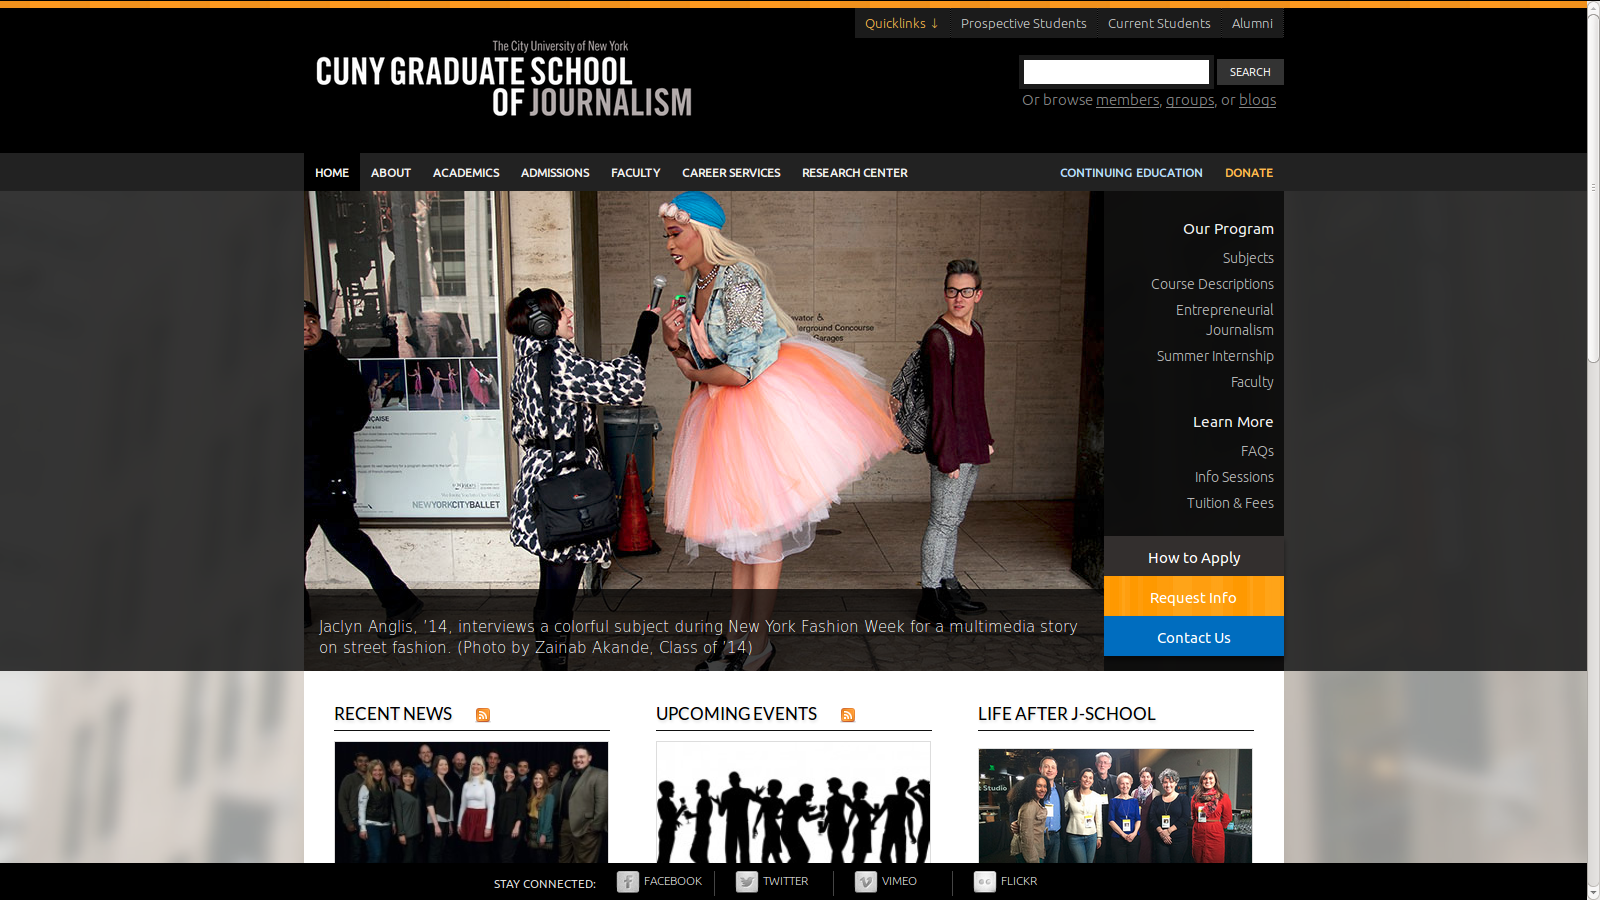 Quicklinks ↓ Prospective Students Current Students Alumni
The City University of New York
CUNY GRADUATE SCHOOL
OF JOURNALISM
SEARCH
Or browse members, groups, or blogs
HOME ABOUT ACADEMICS ADMISSIONS FACULTY CAREER SERVICES RESEARCH CENTER CONTINUING EDUCATION DONATE
Our Program
Subjects
Course Descriptions
Entrepreneurial
Journalism
Summer Internship
Faculty
Learn More
FAQs
Info Sessions
Tuition & Fees
How to Apply
Request Info
Contact Us
Garages
NEWYORKCITYBALLET
Jaclyn Anglis, '14, interviews a colorful subject during New York Fashion Week for a multimedia story
on street fashion. (Photo by Zainab Akande, Class of '14)
RECENT NEWS
UPCOMING EVENTS
LIFE AFTER J-SCHOOL
STAY CONNECTED: FACEBOOK TWITTER VIMEO FLICKR